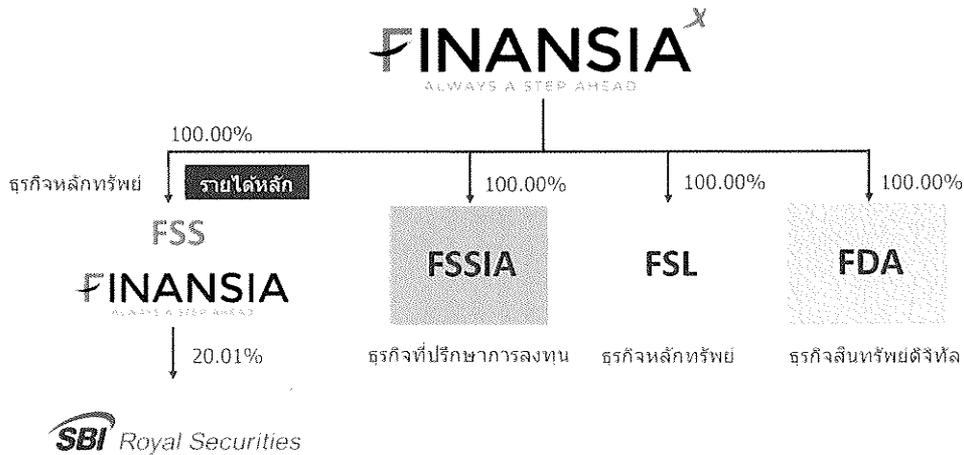 FINANSIA X
ALWAYS A STEP AHEAD
100.00%
ธุรกิจหลักทรัพย์
รายได้หลัก
100.00%
100.00%
100.00%
FSS
FINANSIA
ALWAYS A STEP AHEAD
FSSIA
FSL
FDA
20.01%
ธุรกิจที่ปรึกษาการลงทุน
ธุรกิจหลักทรัพย์
ธุรกิจสินทรัพย์ดิจิทัล
SBI Royal Securities